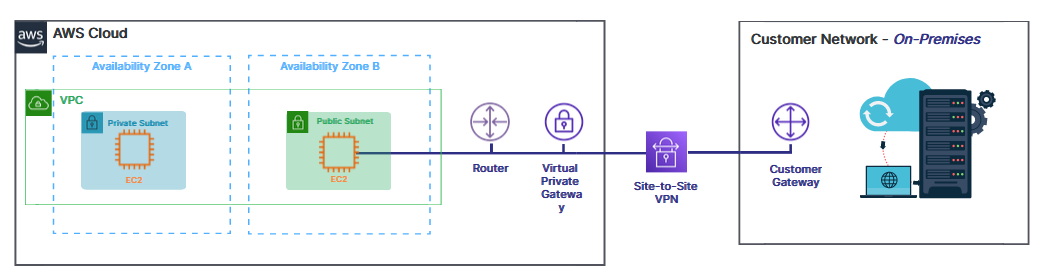 aws
AWS Cloud
Availability Zone A
Availability Zone B
VPC
Private Subnet
EC2
Public Subnet
EC2
Router
Virtual
Private
Gatewa
y
Site-to-Site
VPN
Customer Network - On-Premises
Customer
Gateway